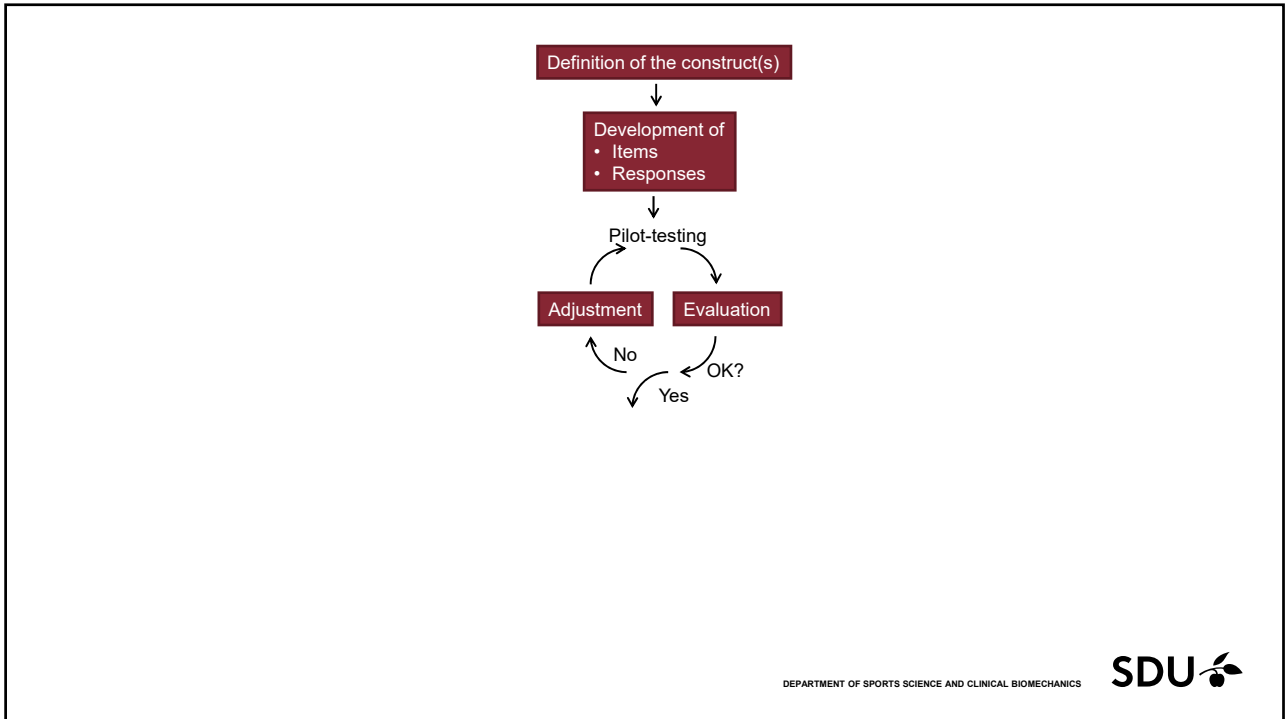 Definition of the construct(s)
Development of
• Items
• Responses
Pilot-testing
Adjustment
Evaluation
No
OK?
Yes
DEPARTMENT OF SPORTS SCIENCE AND CLINICAL BIOMECHANICS
SDU